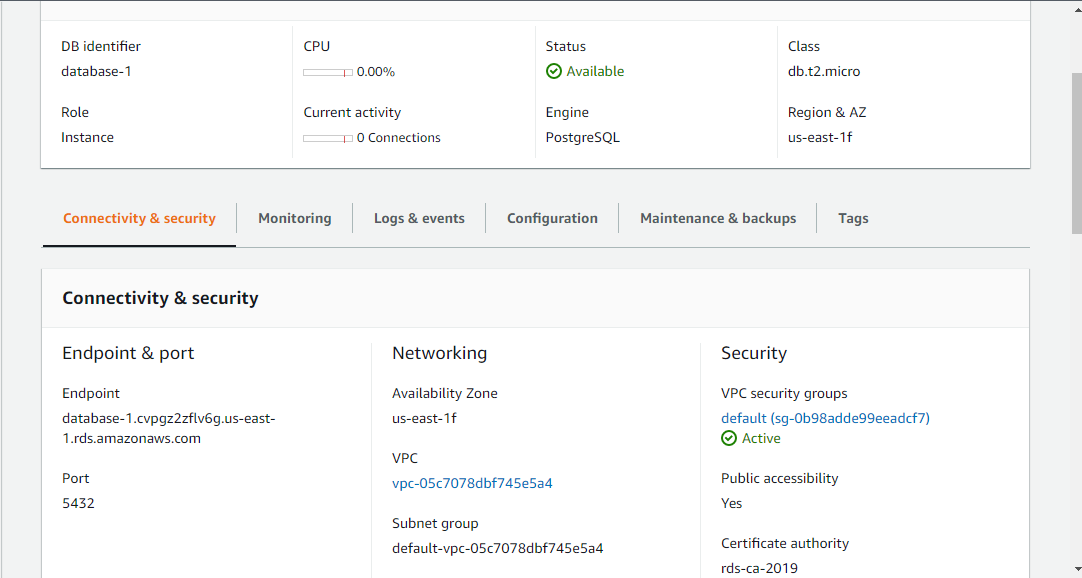 DB identifier
database-1
CPU
0.00%
Status
Available
Class
db.t2.micro
Role
Instance
Current activity
0 Connections
Engine
PostgreSQL
Region & AZ
us-east-1f
Connectivity & security
Monitoring
Logs & events
Configuration
Maintenance & backups
Tags
Connectivity & security
Endpoint & port
Endpoint
database-1.cvpgz2zflv6g.us-east-
1.rds.amazonaws.com
Port
5432
Networking
Availability Zone
us-east-1f
VPC
vpc-05c7078dbf745e5a4
Subnet group
default-vpc-05c7078dbf745e5a4
Security
VPC security groups
default (sg-0b98adde99eeadcf7)
Active
Public accessibility
Yes
Certificate authority
rds-ca-2019